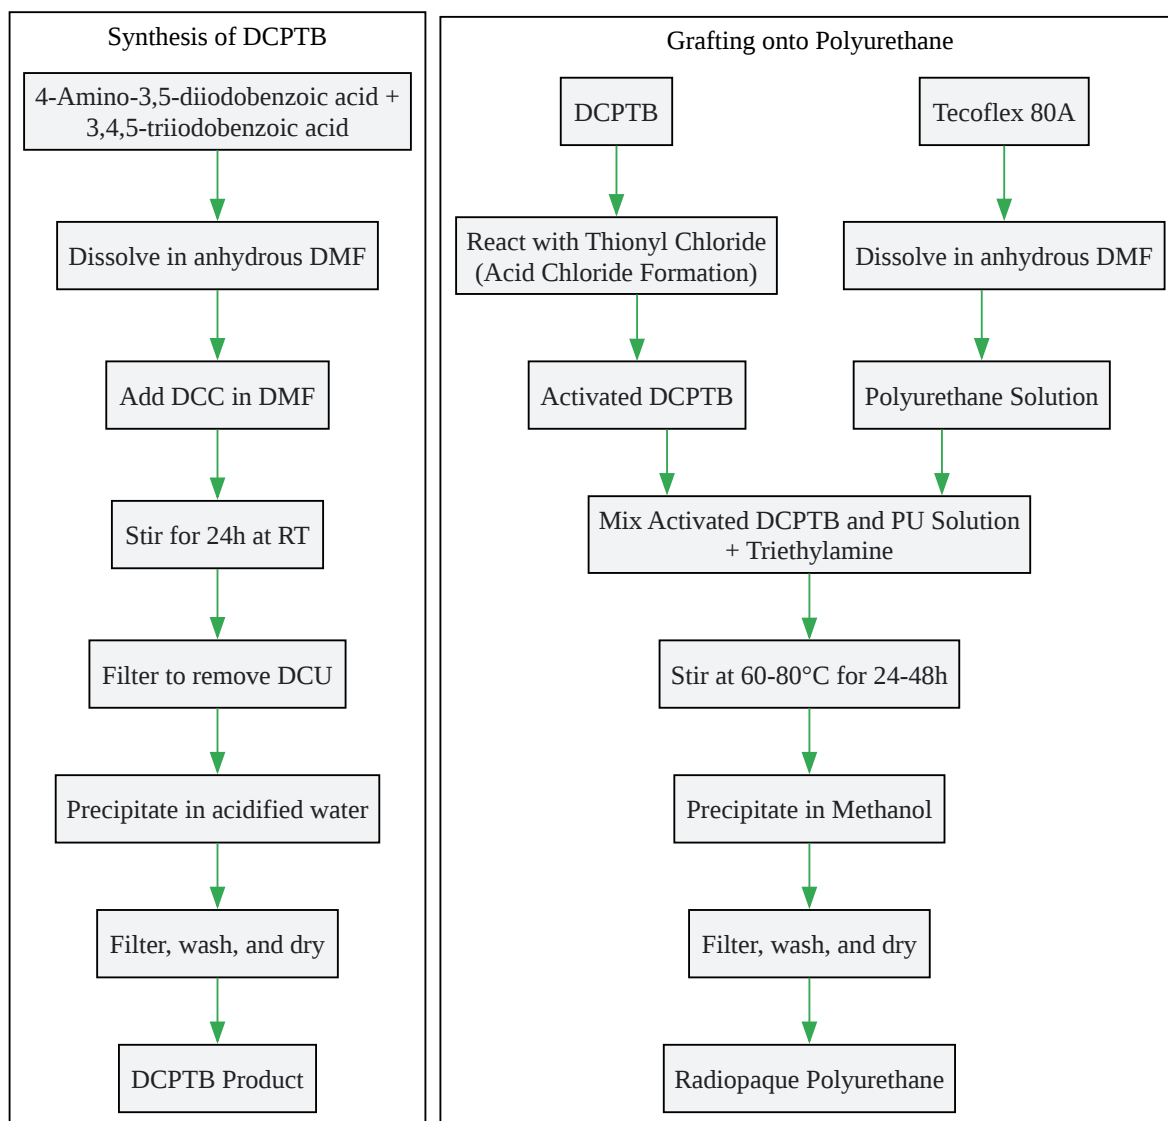 Synthesis of DCPTB
4-Amino-3,5-diiodobenzoic acid +
3,4,5-triiodobenzoic acid
Dissolve in anhydrous DMF
Add DCC in DMF
Stir for 24h at RT
Filter to remove DCU
Precipitate in acidified water
Filter, wash, and dry
DCPTB Product
Grafting onto Polyurethane
DCPTB
React with Thionyl Chloride
(Acid Chloride Formation)
Activated DCPTB
Tecoflex 80A
Dissolve in anhydrous DMF
Polyurethane Solution
Mix Activated DCPTB and PU Solution
+ Triethylamine
Stir at 60-80°C for 24-48h
Precipitate in Methanol
Filter, wash, and dry
Radiopaque Polyurethane